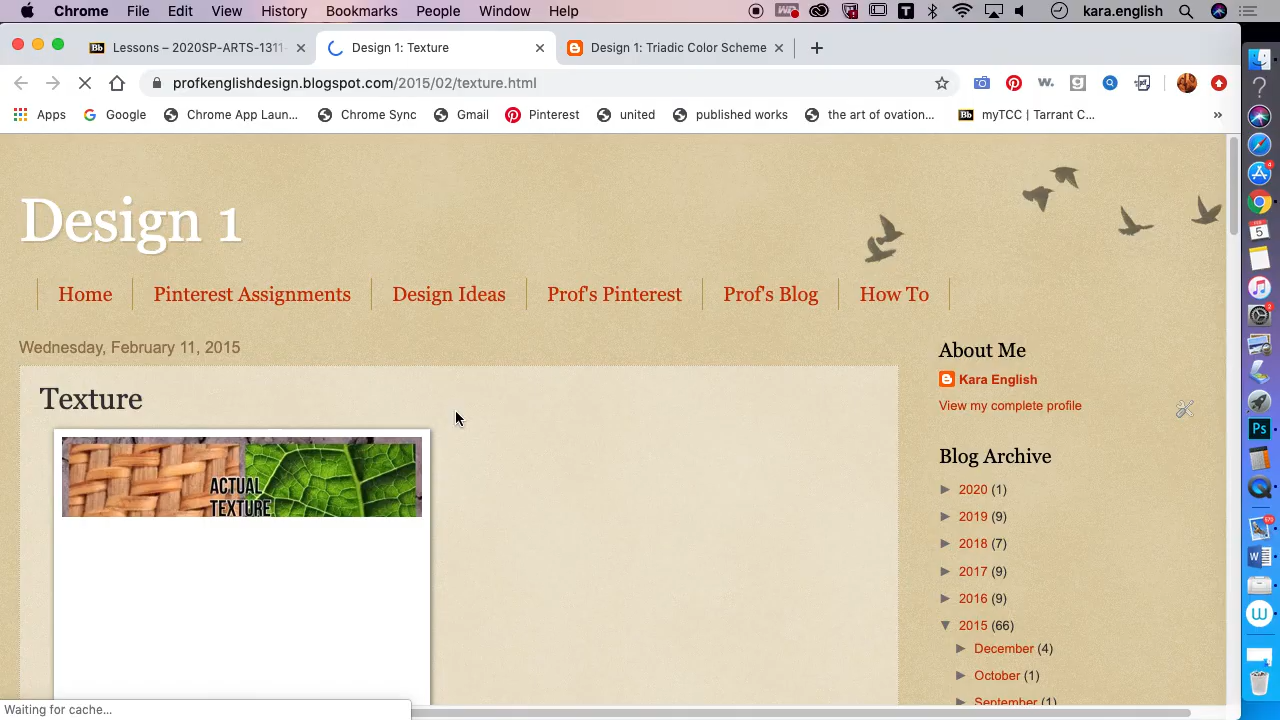 Chrome File Edit View History Bookmarks People Window Help kara.english
Lessons – 2020SP-ARTS-1311- Design 1: Texture Design 1: Triadic Color Scheme
profkenglishdesign.blogspot.com/2015/02/texture.html
Apps Google Chrome App Laun... Chrome Sync Gmail Pinterest united published works the art of ovation... myTCC | Tarrant C... »
Design 1
Home Pinterest Assignments Design Ideas Prof's Pinterest Prof's Blog How To
Wednesday, February 11, 2015
Texture
ACTUAL
TEXTURE
About Me
Kara English
View my complete profile
Blog Archive
► 2020 (1)
► 2019 (9)
► 2018 (7)
► 2017 (9)
► 2016 (9)
▼ 2015 (66)
► December (4)
► October (1)
► September (1)
Waiting for cache...